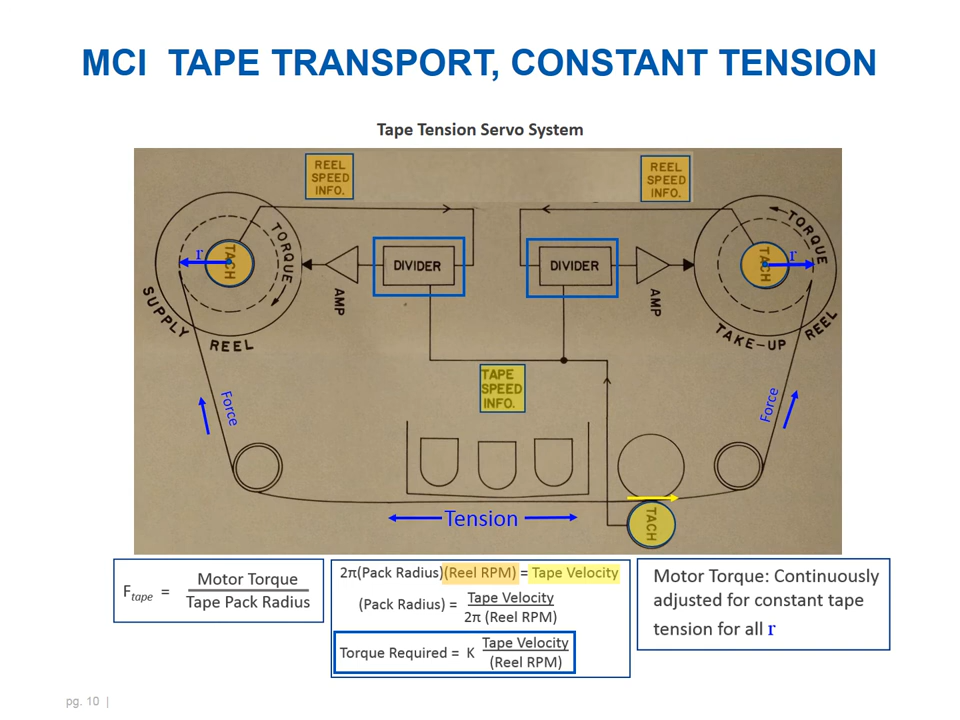 MCI  TAPE TRANSPORT, CONSTANT TENSION
Tape Tension Servo System
REEL
SPEED
INFO.
REEL
SPEED
INFO.
TORQUE
TACH
r
DIVIDER
AMP
DIVIDER
AMP
TORQUE
TACH
r
SUPPLY REEL
TAKE-UP REEL
TAPE
SPEED
INFO.
Force
Force
Tension
TACH
F tape = Motor Torque
Tape Pack Radius
2π(Pack Radius)(Reel RPM) = Tape Velocity
(Pack Radius) = Tape Velocity
2π (Reel RPM)
Torque Required = K Tape Velocity
(Reel RPM)
Motor Torque: Continuously
adjusted for constant tape
tension for all r
pg. 10 |